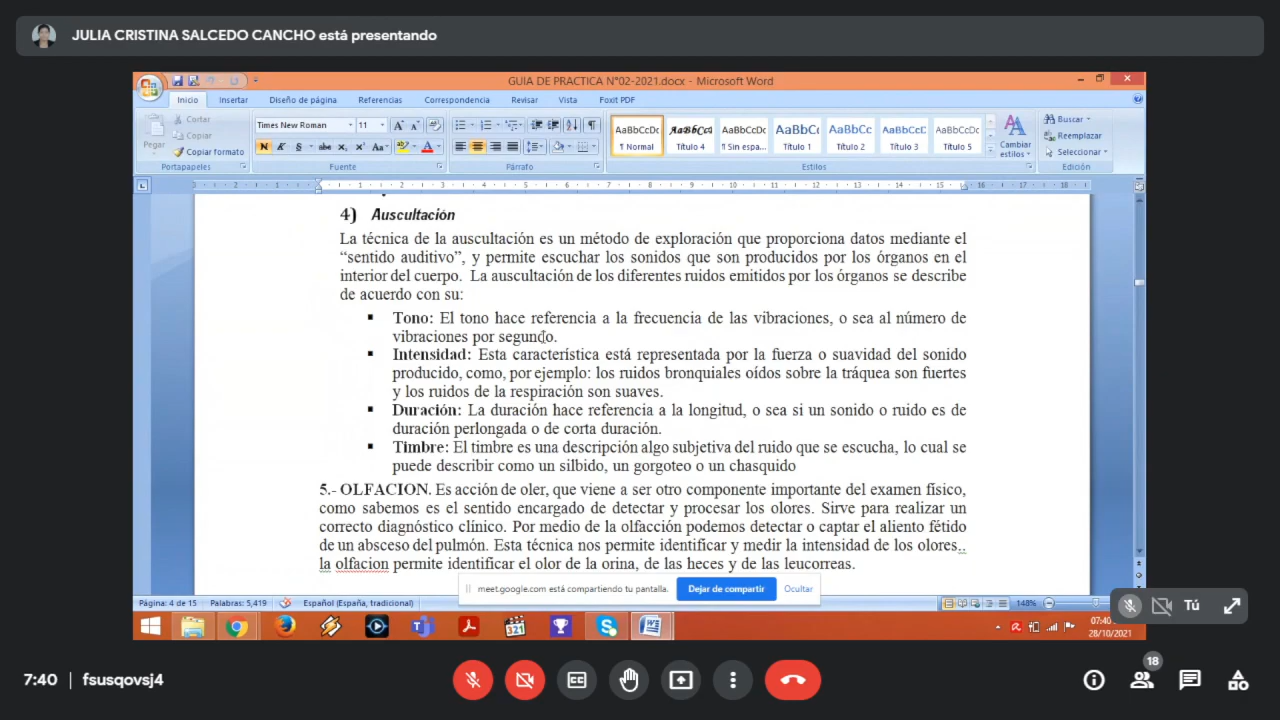 JULIA CRISTINA SALCEDO CANCHO está presentando
GUIA DE PRACTICA N°02-2021.docx - Microsoft Word
Inicio Insertar Diseño de página Referencias Correspondencia Revisar Vista Foxit PDF
Pegar
Cortar
Copiar
Copiar formato
Portapapeles
Times New Roman 11
Fuente
Párrafo
AaBbCcDc AaBbCcI AaBbCcDc AaBbC AaBbCc AaBbCcD AaBbCcDc
¶ Normal Título 4 ¶ Sin espa... Título 1 Título 2 Título 3 Título 5
Cambiar
estilos
Estilos
Buscar
Reemplazar
Seleccionar
Edición
4) Auscultación
La técnica de la auscultación es un método de exploración que proporciona datos mediante el
“sentido auditivo”, y permite escuchar los sonidos que son producidos por los órganos en el
interior del cuerpo. La auscultación de los diferentes ruidos emitidos por los órganos se describe
de acuerdo con su:
▪ Tono: El tono hace referencia a la frecuencia de las vibraciones, o sea al número de
vibraciones por segundo.
▪ Intensidad: Esta característica está representada por la fuerza o suavidad del sonido
producido, como, por ejemplo: los ruidos bronquiales oídos sobre la tráquea son fuertes
y los ruidos de la respiración son suaves.
▪ Duración: La duración hace referencia a la longitud, o sea si un sonido o ruido es de
duración perlongada o de corta duración.
▪ Timbre: El timbre es una descripción algo subjetiva del ruido que se escucha, lo cual se
puede describir como un silbido, un gorgoteo o un chasquido
5.- OLFACION. Es acción de oler, que viene a ser otro componente importante del examen físico,
como sabemos es el sentido encargado de detectar y procesar los olores. Sirve para realizar un
correcto diagnóstico clínico. Por medio de la olfacción podemos detectar o captar el aliento fétido
de un absceso del pulmón. Esta técnica nos permite identificar y medir la intensidad de los olores..
la olfacion permite identificar el olor de la orina, de las heces y de las leucorreas.
meet.google.com está compartiendo tu pantalla. Dejar de compartir Ocultar
Página: 4 de 15 Palabras: 5,419 Español (España, tradicional) 148%
Tú
07:40
28/10/2021
7:40 | fsusqovsj4
18